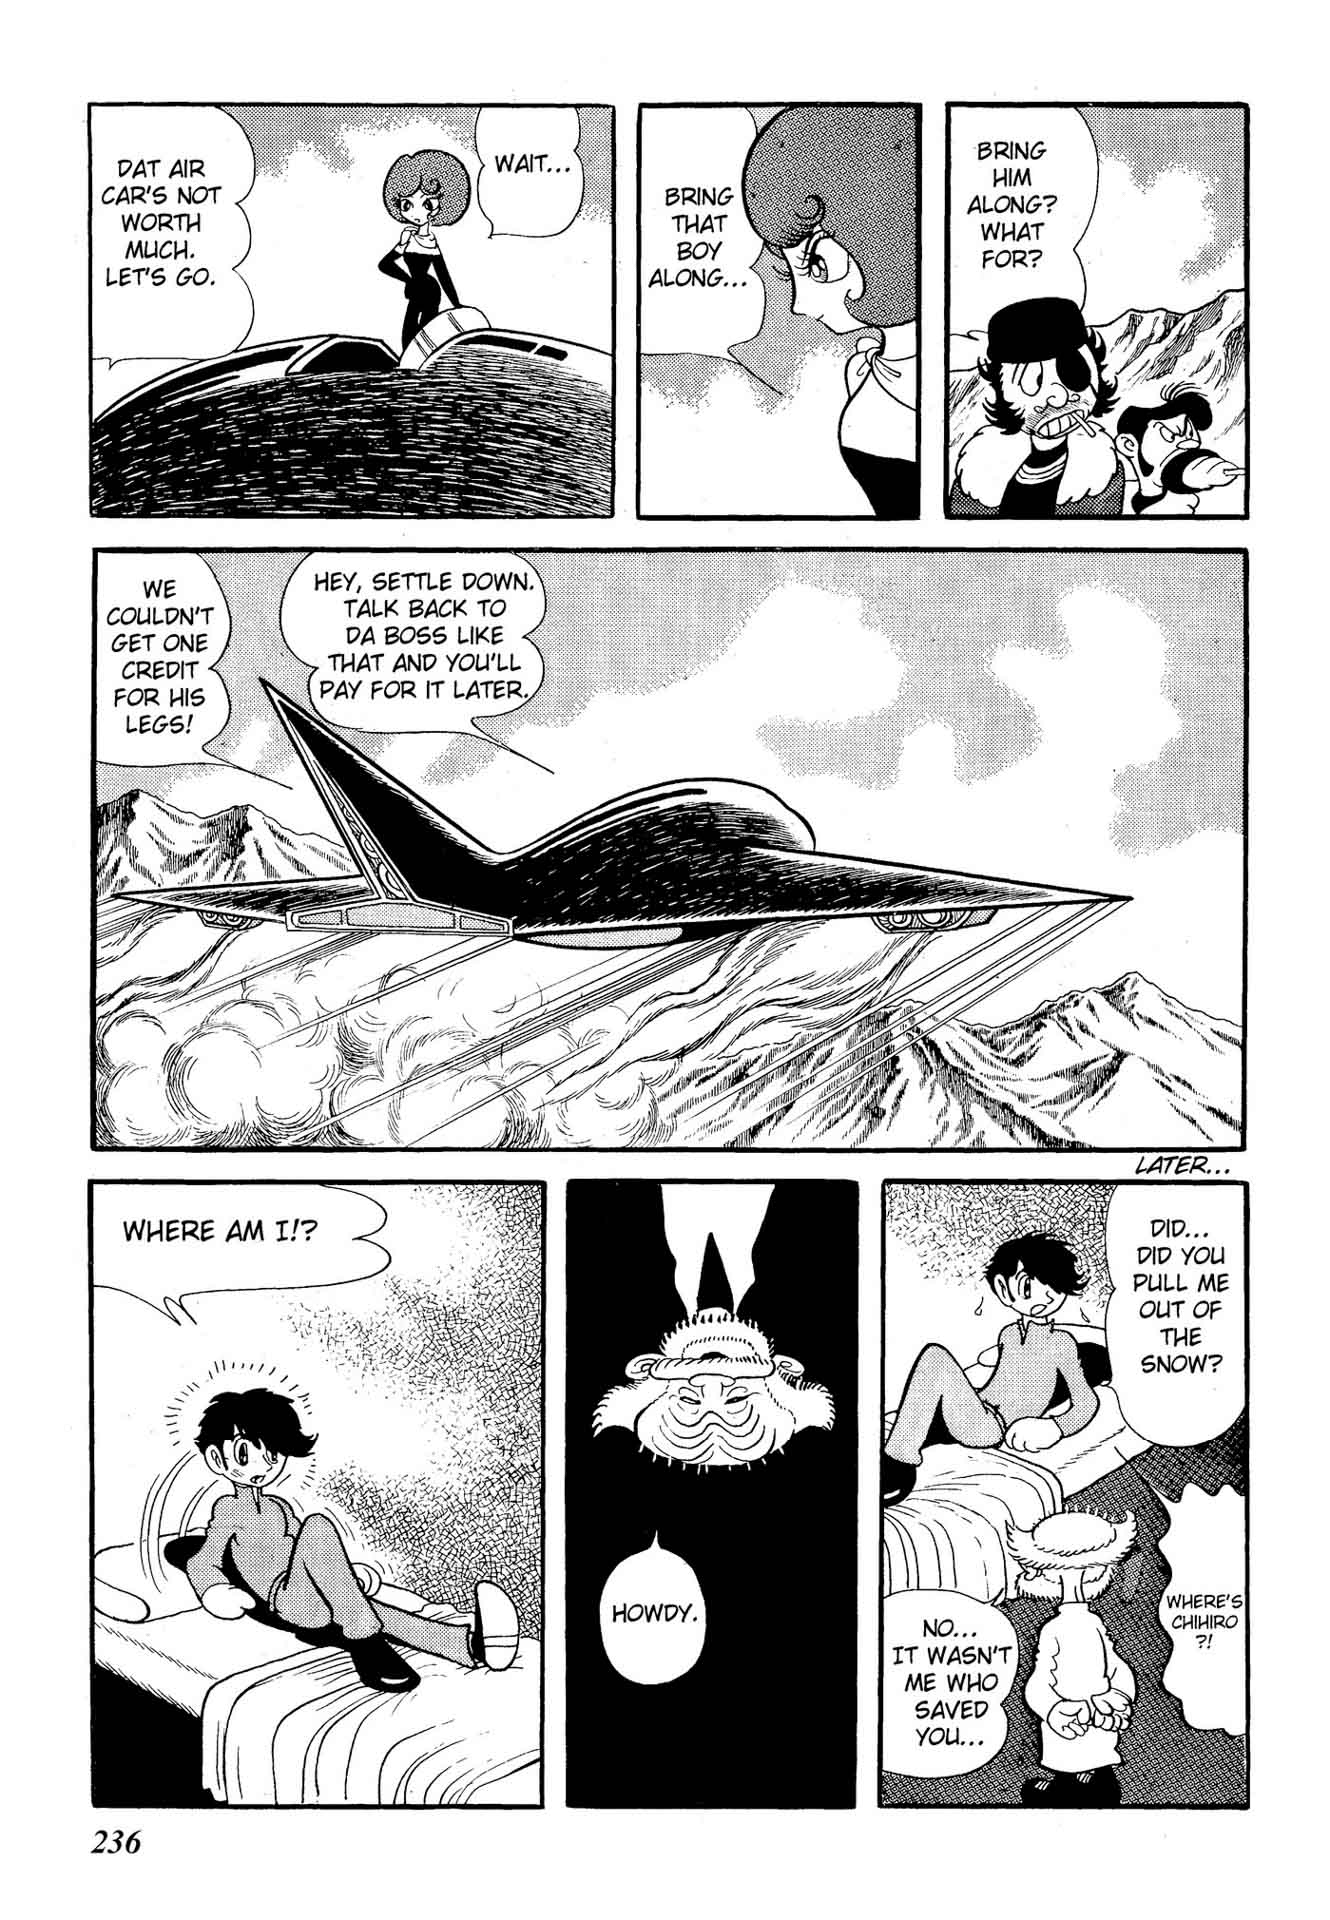 DAT AIR
CAR'S NOT
WORTH
MUCH.
LET'S GO.
WAIT...
BRING
THAT
BOY
ALONG...
BRING
HIM
ALONG?
WHAT
FOR?
WE
COULDN'T
GET ONE
CREDIT
FOR HIS
LEGS!
HEY, SETTLE DOWN.
TALK BACK TO
DA BOSS LIKE
THAT AND YOU'LL
PAY FOR IT LATER.
LATER...
WHERE AM I!?
HOWDY.
DID...
DID YOU
PULL ME
OUT OF
THE
SNOW?
NO...
IT WASN'T
ME WHO
SAVED
YOU...
WHERE'S
CHIHIRO
?!
236